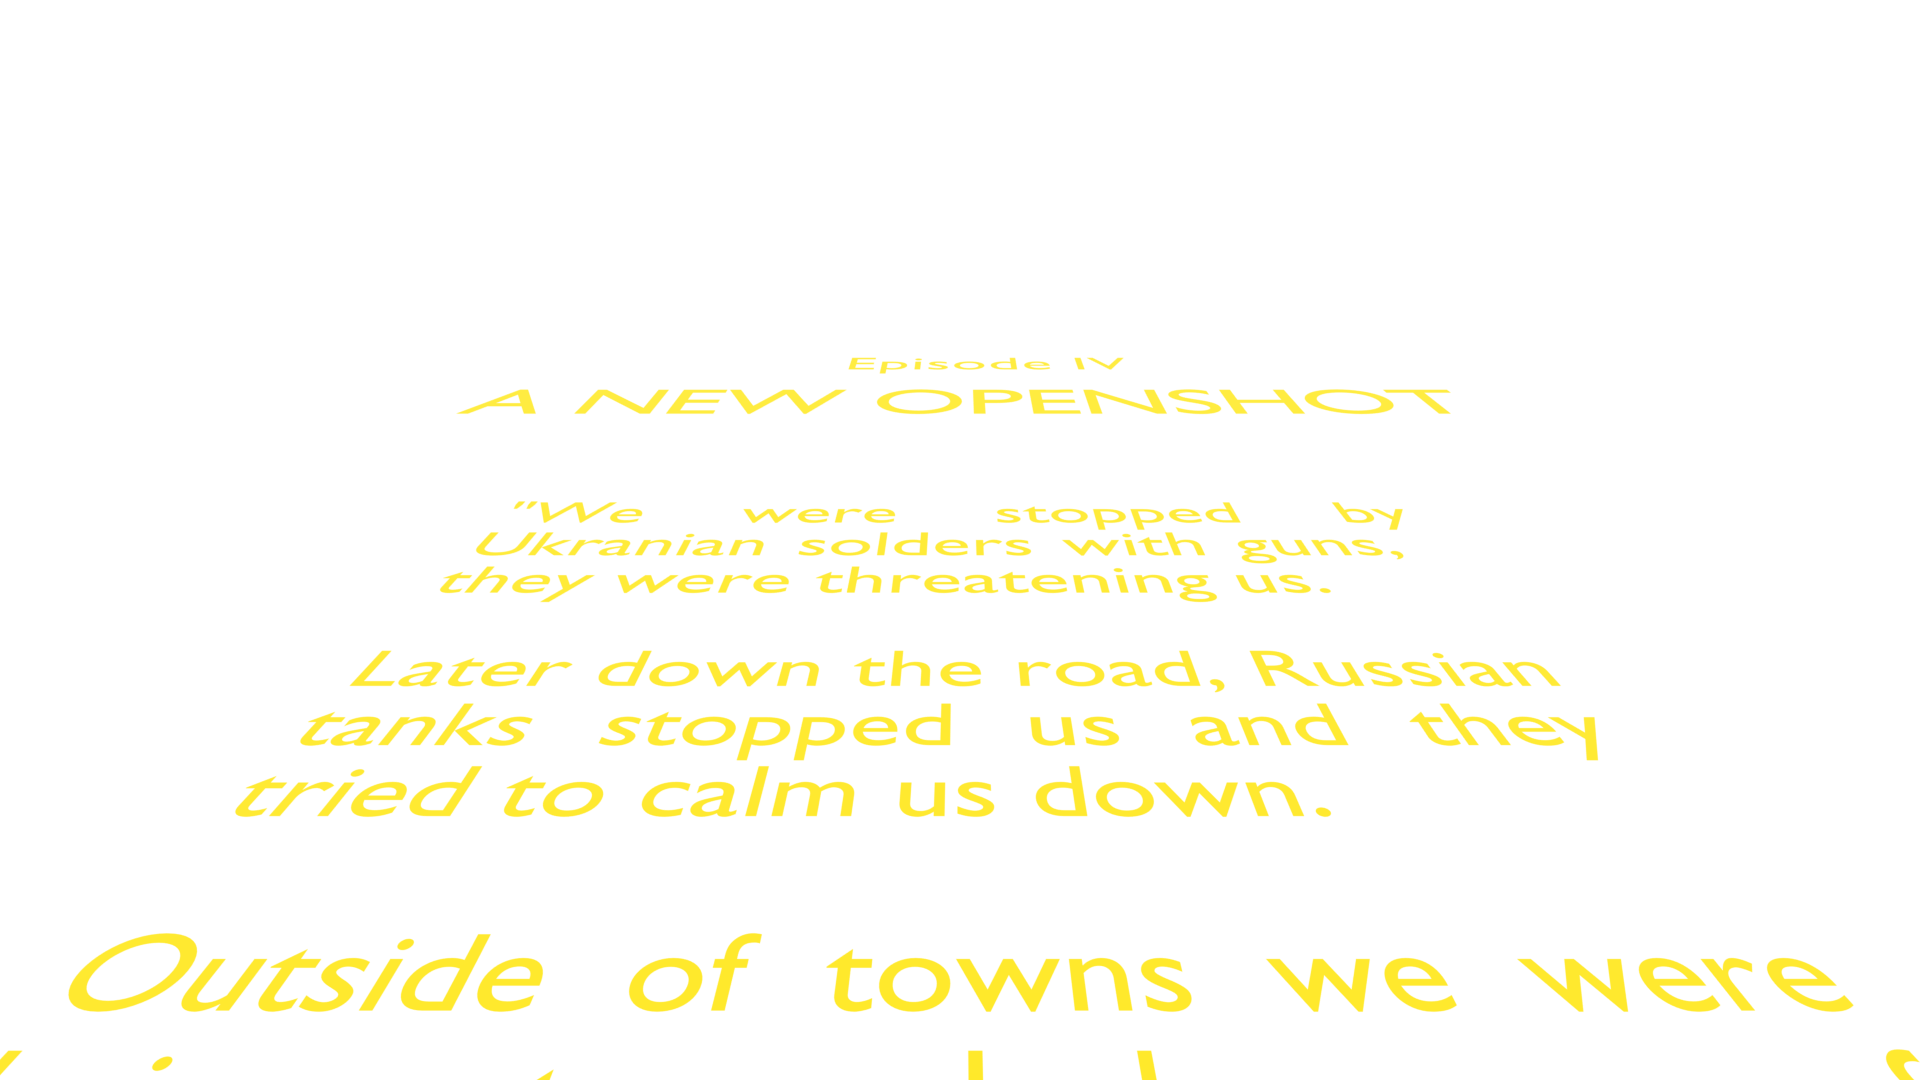 Episode IV
A NEW OPENSHOT
"We were stopped by
Ukranian solders with guns,
they were threatening us.
Later down the road, Russian
tanks stopped us and they
tried to calm us down.
Outside of towns we were